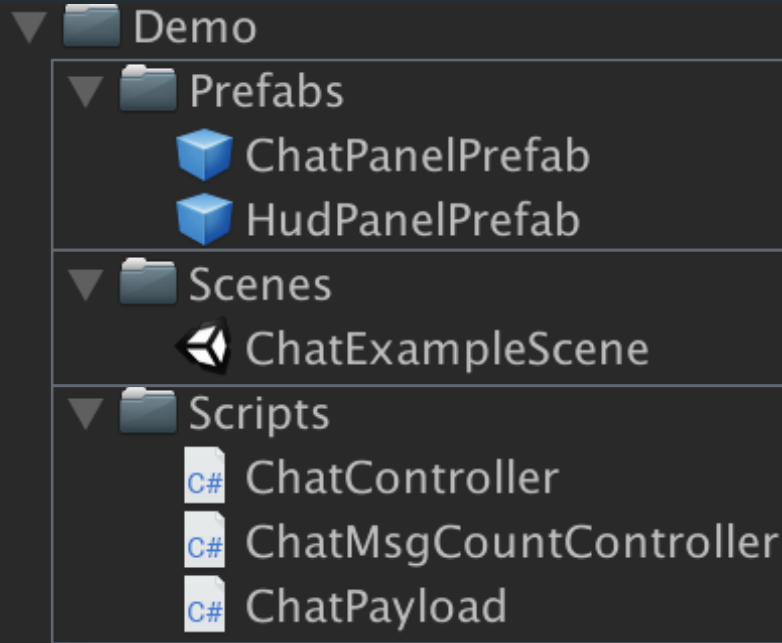 Demo
Prefabs
ChatPanelPrefab
HudPanelPrefab
Scenes
ChatExampleScene
Scripts
C# ChatController
C# ChatMsgCountController
C# ChatPayload